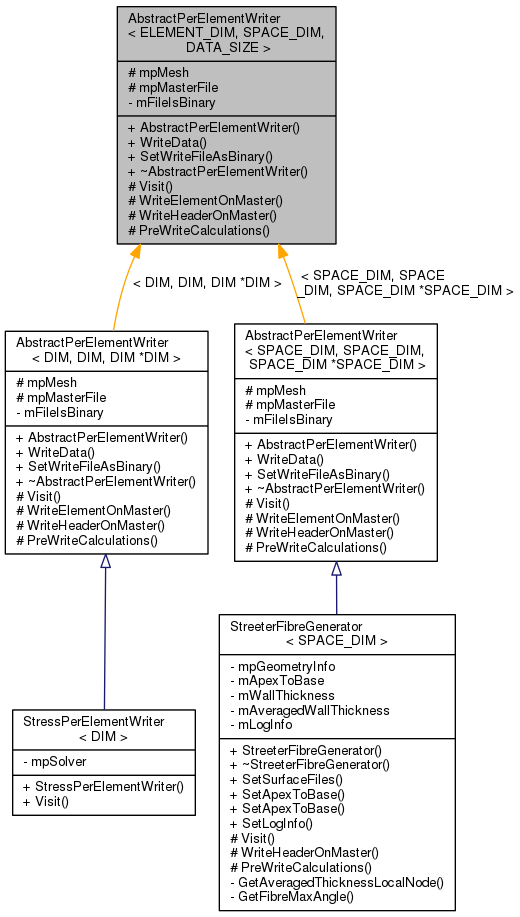 AbstractPerElementWriter
< ELEMENT_DIM, SPACE_DIM,
DATA_SIZE >
# mpMesh
# mpMasterFile
- mFileIsBinary
+ AbstractPerElementWriter()
+ WriteData()
+ SetWriteFileAsBinary()
+ ~AbstractPerElementWriter()
# Visit()
# WriteElementOnMaster()
# WriteHeaderOnMaster()
# PreWriteCalculations()
< DIM, DIM, DIM *DIM >
< SPACE_DIM, SPACE
_DIM, SPACE_DIM *SPACE_DIM >
AbstractPerElementWriter
< DIM, DIM, DIM *DIM >
# mpMesh
# mpMasterFile
- mFileIsBinary
+ AbstractPerElementWriter()
+ WriteData()
+ SetWriteFileAsBinary()
+ ~AbstractPerElementWriter()
# Visit()
# WriteElementOnMaster()
# WriteHeaderOnMaster()
# PreWriteCalculations()
AbstractPerElementWriter
< SPACE_DIM, SPACE_DIM,
SPACE_DIM *SPACE_DIM >
# mpMesh
# mpMasterFile
- mFileIsBinary
+ AbstractPerElementWriter()
+ WriteData()
+ SetWriteFileAsBinary()
+ ~AbstractPerElementWriter()
# Visit()
# WriteElementOnMaster()
# WriteHeaderOnMaster()
# PreWriteCalculations()
StressPerElementWriter
< DIM >
- mpSolver
+ StressPerElementWriter()
+ Visit()
StreeterFibreGenerator
< SPACE_DIM >
- mpGeometryInfo
- mApexToBase
- mWallThickness
- mAveragedWallThickness
- mLogInfo
+ StreeterFibreGenerator()
+ ~StreeterFibreGenerator()
+ SetSurfaceFiles()
+ SetApexToBase()
+ SetApexToBase()
+ SetLogInfo()
# Visit()
# WriteHeaderOnMaster()
# PreWriteCalculations()
- GetAveragedThicknessLocalNode()
- GetFibreMaxAngle()